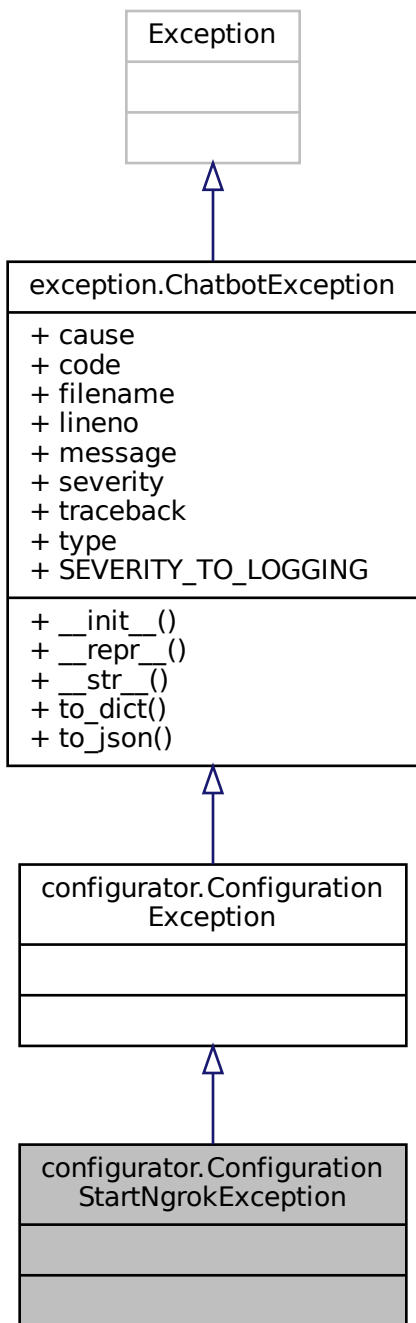 Exception
exception.ChatbotException
+ cause
+ code
+ filename
+ lineno
+ message
+ severity
+ traceback
+ type
+ SEVERITY_TO_LOGGING
+ __init__()
+ __repr__()
+ __str__()
+ to_dict()
+ to_json()
configurator.Configuration
Exception
configurator.Configuration
StartNgrokException